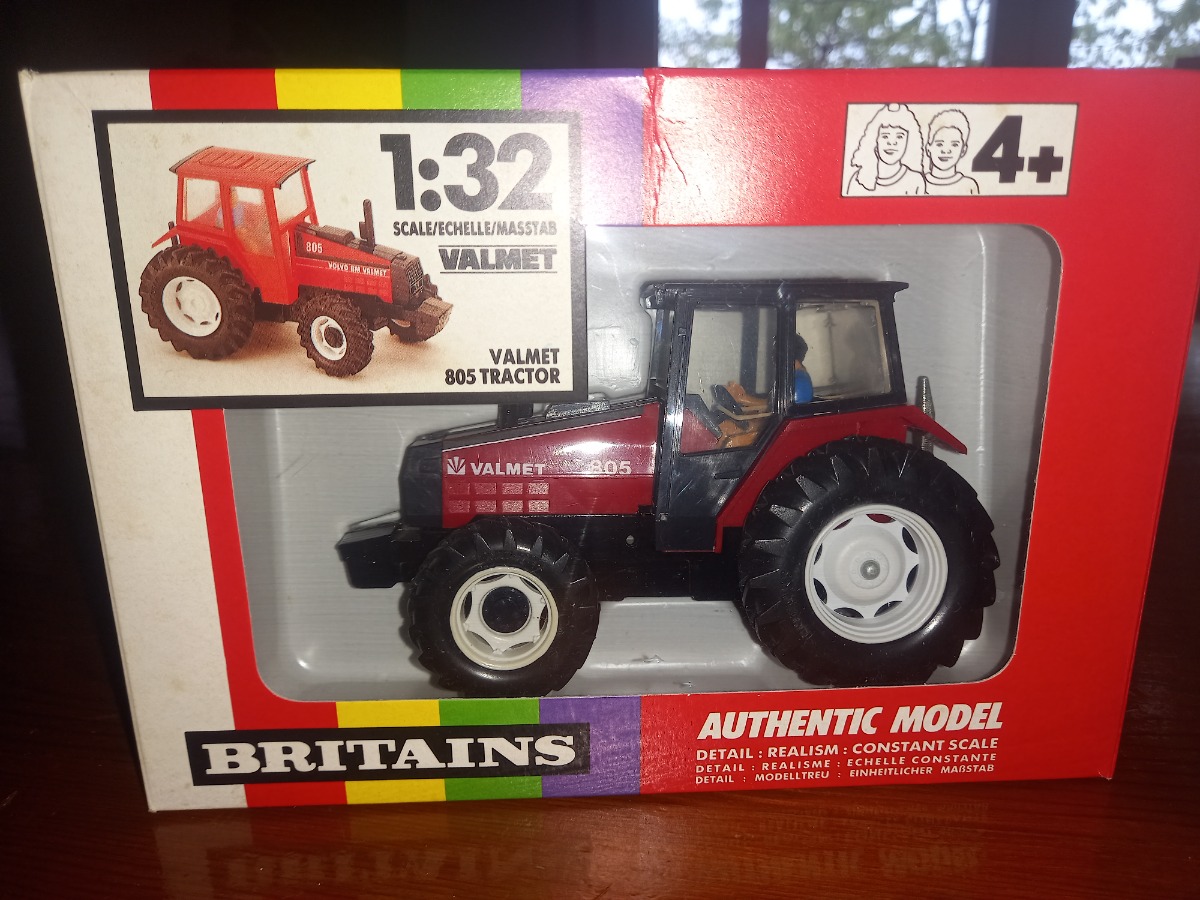 1:32
SCALE/ECHELLE/MASSTAB
VALMET
805
VOLVO BM VALMET
VALMET
805 TRACTOR
4+
VALMET 805
BRITAINS
AUTHENTIC MODEL
DETAIL : REALISM : CONSTANT SCALE
DETAIL : REALISME : ECHELLE CONSTANTE
DETAIL : MODELLTREU : EINHEITLICHER MAßSTAB